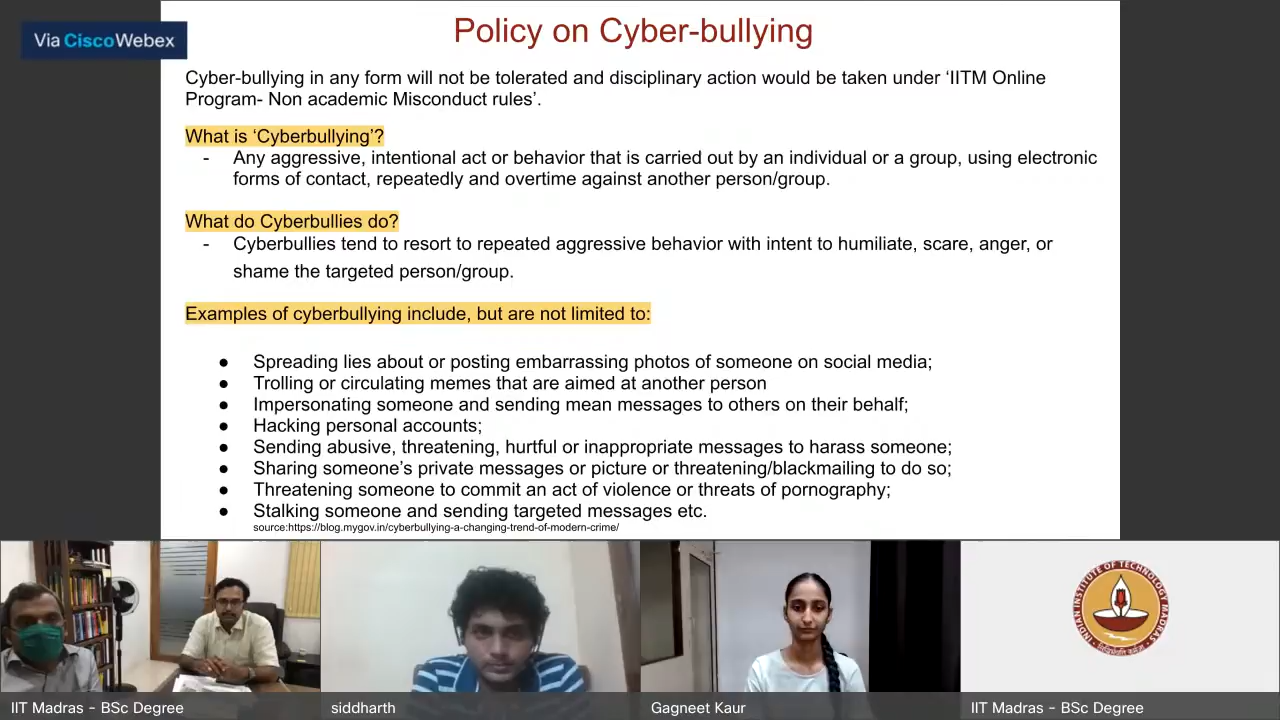 Via Cisco Webex
Policy on Cyber-bullying
Cyber-bullying in any form will not be tolerated and disciplinary action would be taken under ‘IITM Online
Program- Non academic Misconduct rules’.
What is ‘Cyberbullying’?
- Any aggressive, intentional act or behavior that is carried out by an individual or a group, using electronic
forms of contact, repeatedly and overtime against another person/group.
What do Cyberbullies do?
- Cyberbullies tend to resort to repeated aggressive behavior with intent to humiliate, scare, anger, or
shame the targeted person/group.
Examples of cyberbullying include, but are not limited to:
● Spreading lies about or posting embarrassing photos of someone on social media;
● Trolling or circulating memes that are aimed at another person
● Impersonating someone and sending mean messages to others on their behalf;
● Hacking personal accounts;
● Sending abusive, threatening, hurtful or inappropriate messages to harass someone;
● Sharing someone’s private messages or picture or threatening/blackmailing to do so;
● Threatening someone to commit an act of violence or threats of pornography;
● Stalking someone and sending targeted messages etc.
source:https://blog.mygov.in/cyberbullying-a-changing-trend-of-modern-crime/
INDIAN INSTITUTE OF TECHNOLOGY MADRAS
IIT Madras - BSc Degree
siddharth
Gagneet Kaur
IIT Madras - BSc Degree